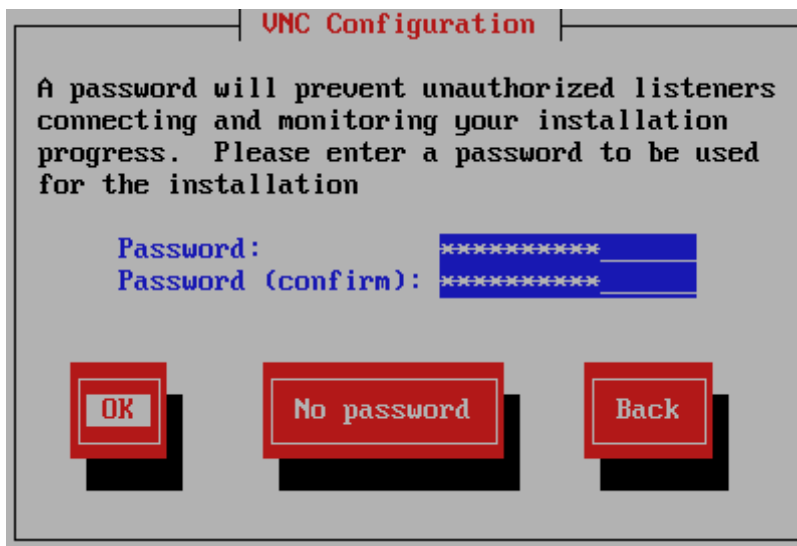 VNC Configuration
A password will prevent unauthorized listeners
connecting and monitoring your installation
progress.  Please enter a password to be used
for the installation
Password: **********
Password (confirm): **********
OK No password Back